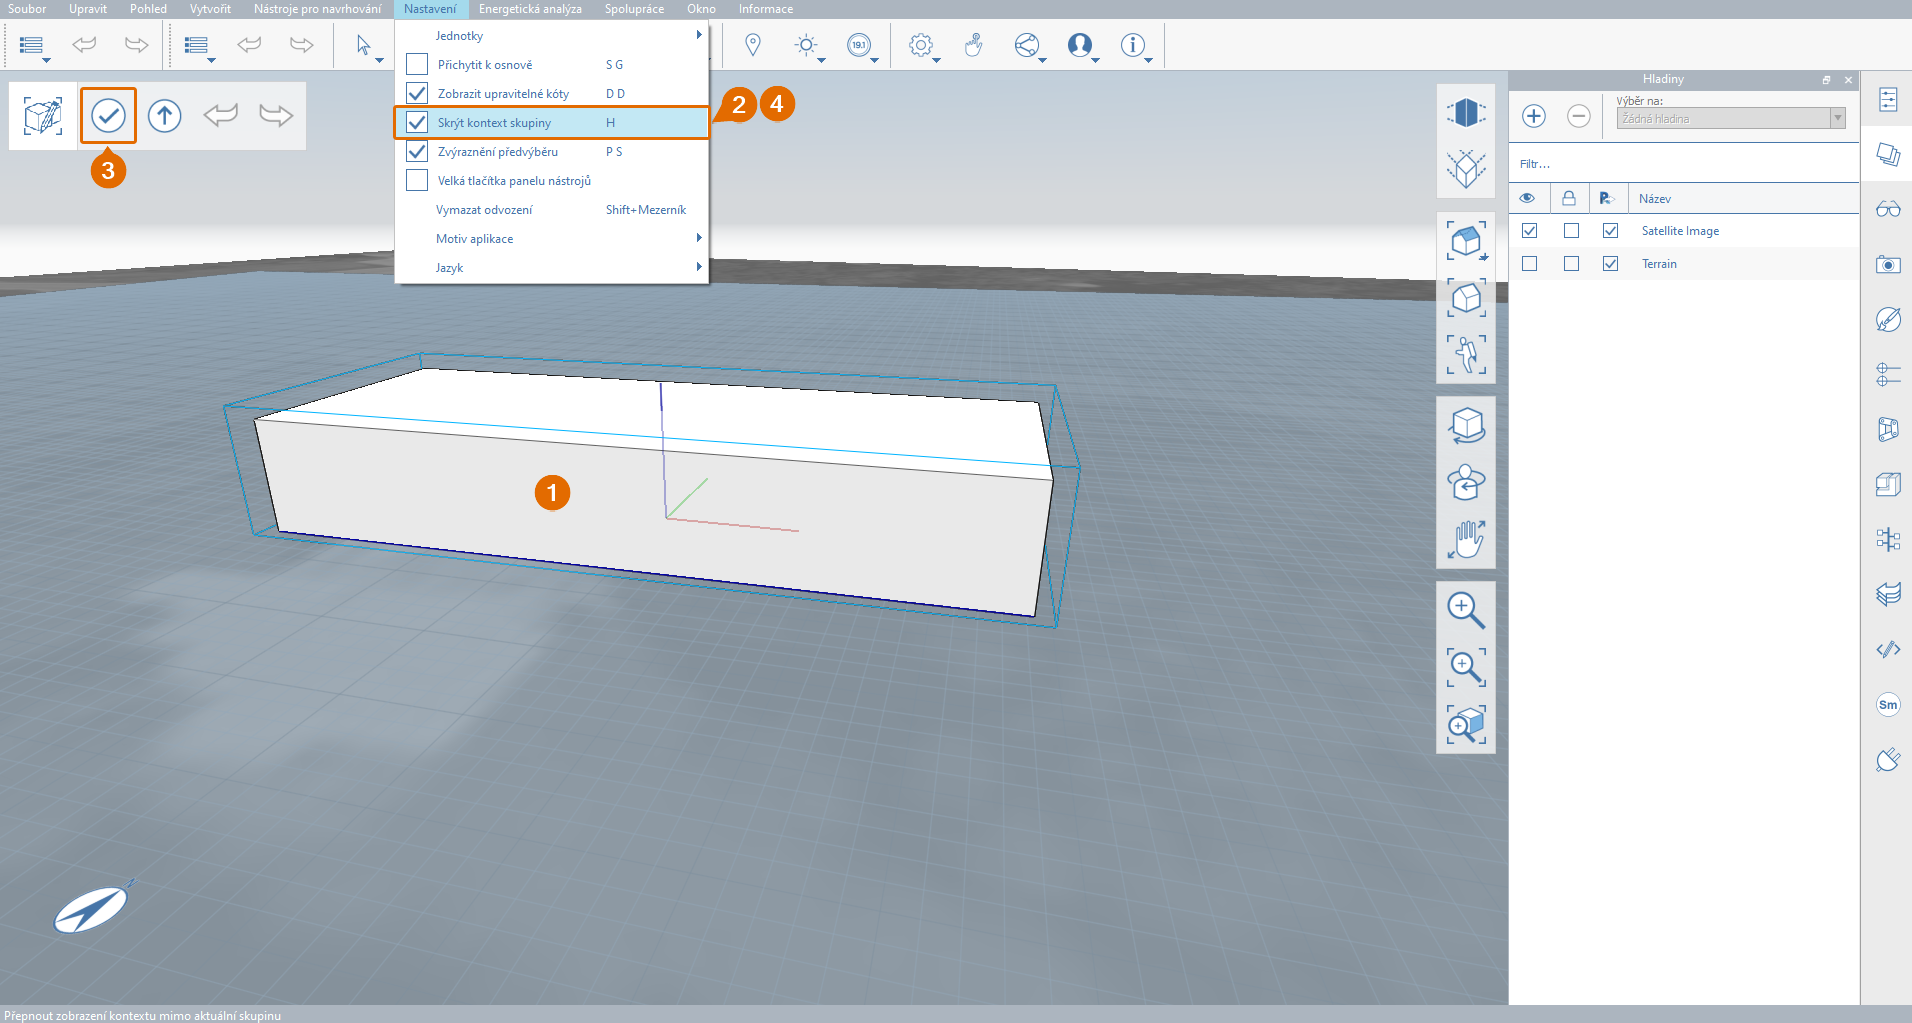 Soubor Upravit Pohled Vytvořit Nástroje pro navrhování Nastavení Energetická analýza Spolupráce Okno Informace
19.1
Jednotky
Přichytit k osnově S G
Zobrazit upravitelné kóty D D
Skrýt kontext skupiny H
Zvýraznění předvýběru P S
Velká tlačítka panelu nástrojů
Vymazat odvození Shift+Mezerník
Motiv aplikace
Jazyk
2 4
3
1
Hladiny
Výběr na:
Žádná hladina
Filtr...
Název
Satellite Image
Terrain
Sm
Přepnout zobrazení kontextu mimo aktuální skupinu